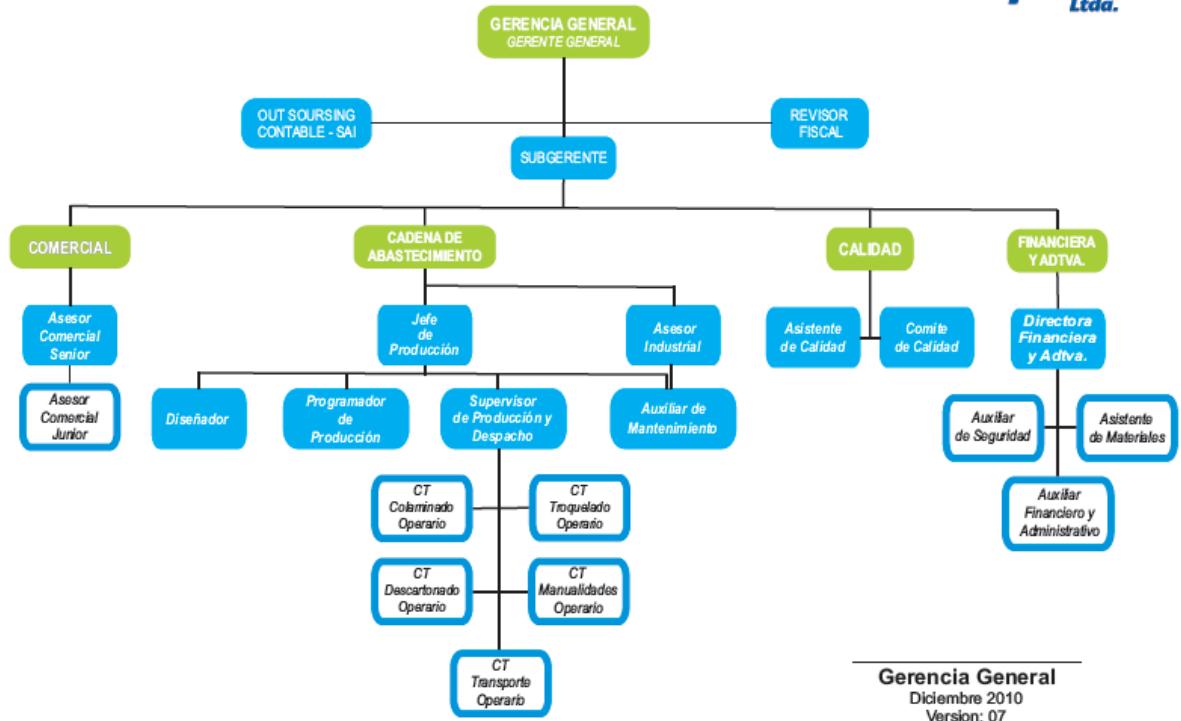 Ltda.
GERENCIA GENERAL
GERENTE GENERAL
OUT SOURSING
CONTABLE - SAI
REVISOR
FISCAL
SUBGERENTE
COMERCIAL
CADENA DE
ABASTECIMIENTO
CALIDAD
FINANCIERA
Y ADTVA.
Asesor
Comercial
Senior
Jefe
de
Producción
Asesor
Industrial
Asistente
de Calidad
Comite
de Calidad
Directora
Financiera
y Adtva.
Asesor
Comercial
Junior
Diseñador
Programador
de
Producción
Supervisor
de Producción y
Despacho
Auxiliar de
Mantenimiento
Auxiliar
de Seguridad
Asistente
de Materiales
CT
Colaminado
Operario
CT
Troquelado
Operario
Auxiliar
Financiero y
Administrativo
CT
Descartonado
Operario
CT
Manualidades
Operario
CT
Transporte
Operario
Gerencia General
Diciembre 2010
Version: 07